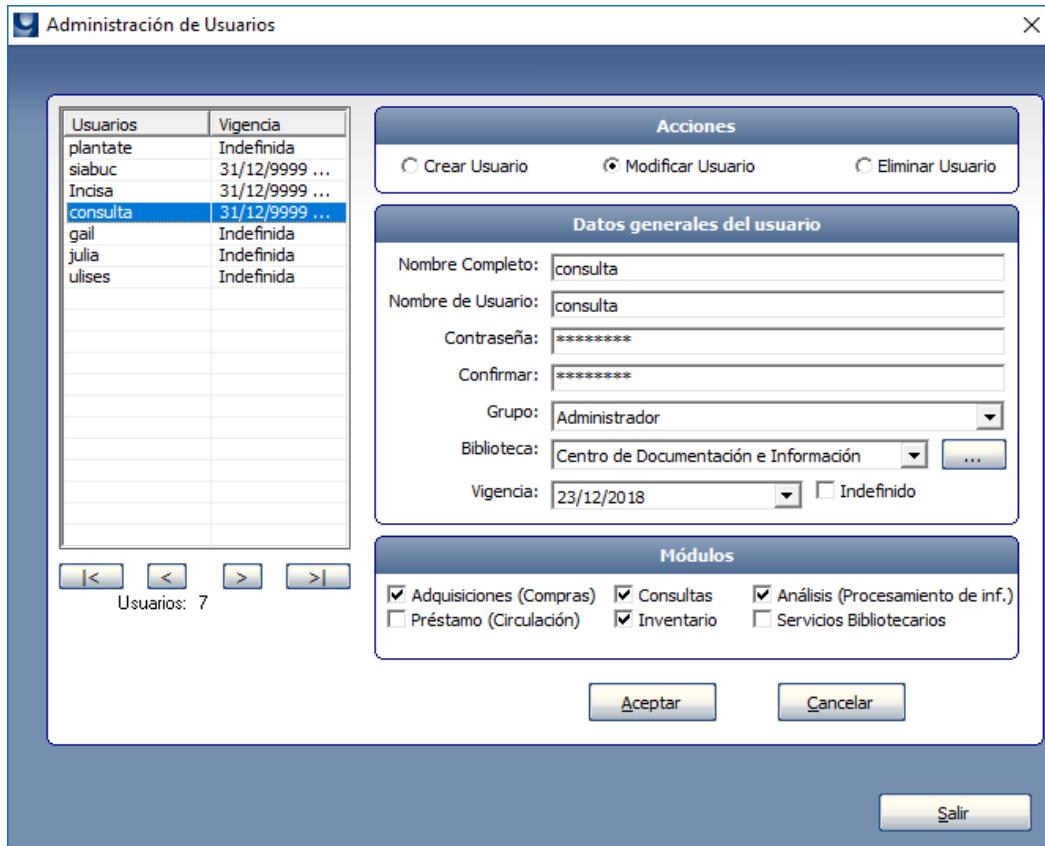 Administración de Usuarios
Usuarios Vigencia
plantate Indefinida
siabuc 31/12/9999 ...
Incisa 31/12/9999 ...
consulta 31/12/9999 ...
gail Indefinida
julia Indefinida
ulises Indefinida
|< < > >|
Usuarios: 7
Acciones
Crear Usuario Modificar Usuario Eliminar Usuario
Datos generales del usuario
Nombre Completo: consulta
Nombre de Usuario: consulta
Contraseña: ********
Confirmar: ********
Grupo: Administrador
Biblioteca: Centro de Documentación e Información ...
Vigencia: 23/12/2018 Indefinido
Módulos
Adquisiciones (Compras) Consultas Análisis (Procesamiento de inf.)
Préstamo (Circulación) Inventario Servicios Bibliotecarios
Aceptar Cancelar
Salir